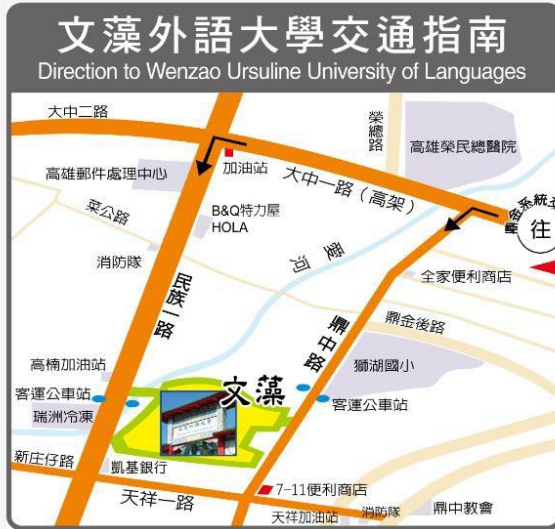 文藻外語大學交通指南
Direction to Wenzao Ursuline University of Languages
大中二路
榮總路
高雄榮民總醫院
加油站
高雄郵件處理中心
大中一路（高架）
鼎金系統交
往
菜公路
B&Q特力屋
HOLA
愛河
消防隊
全家便利商店
民族一路
鼎中路
鼎金後路
高楠加油站
獅湖國小
文藻
客運公車站
客運公車站
瑞洲冷凍
新庄仔路
凱基銀行
7-11便利商店
天祥一路
天祥加油站
消防隊
鼎中教會